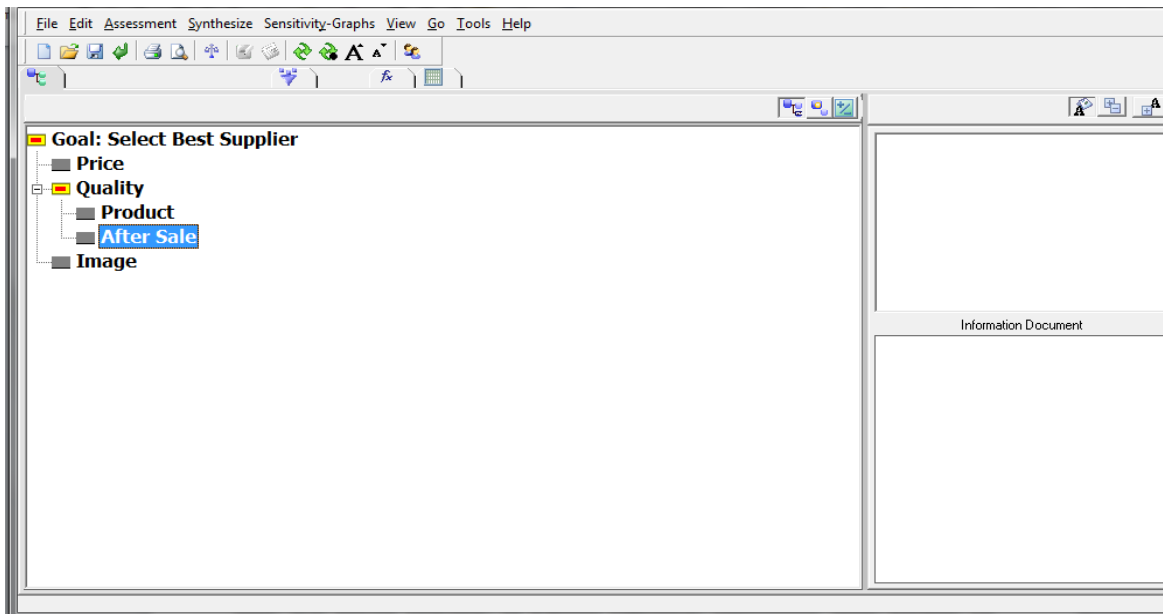 File Edit Assessment Synthesize Sensitivity-Graphs View Go Tools Help
A A
fx
A A
Goal: Select Best Supplier
Price
Quality
Product
After Sale
Image
Information Document